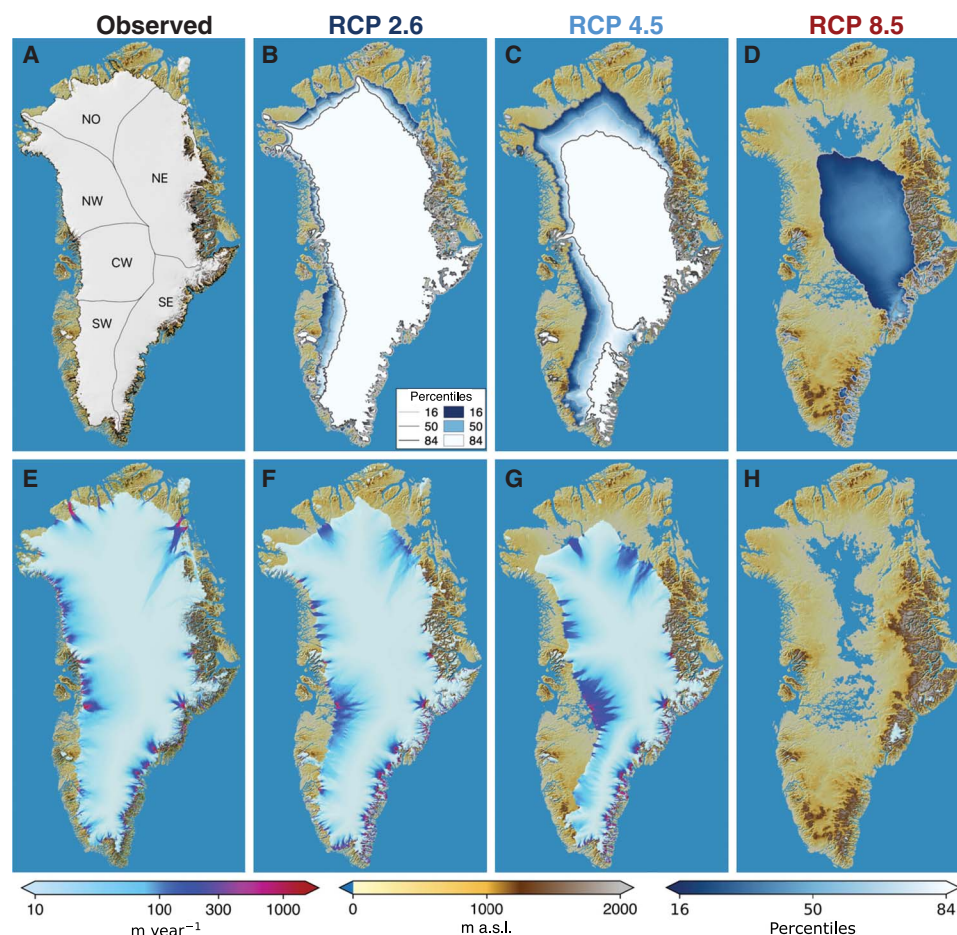 Observed RCP 2.6 RCP 4.5 RCP 8.5
A B C D
NO
NE
NW
CW
SE
SW
Percentiles
16 16
50 50
84 84
E F G H
10 100 300 1000
m year⁻¹
0 1000 2000
m a.s.l.
16 50 84
Percentiles